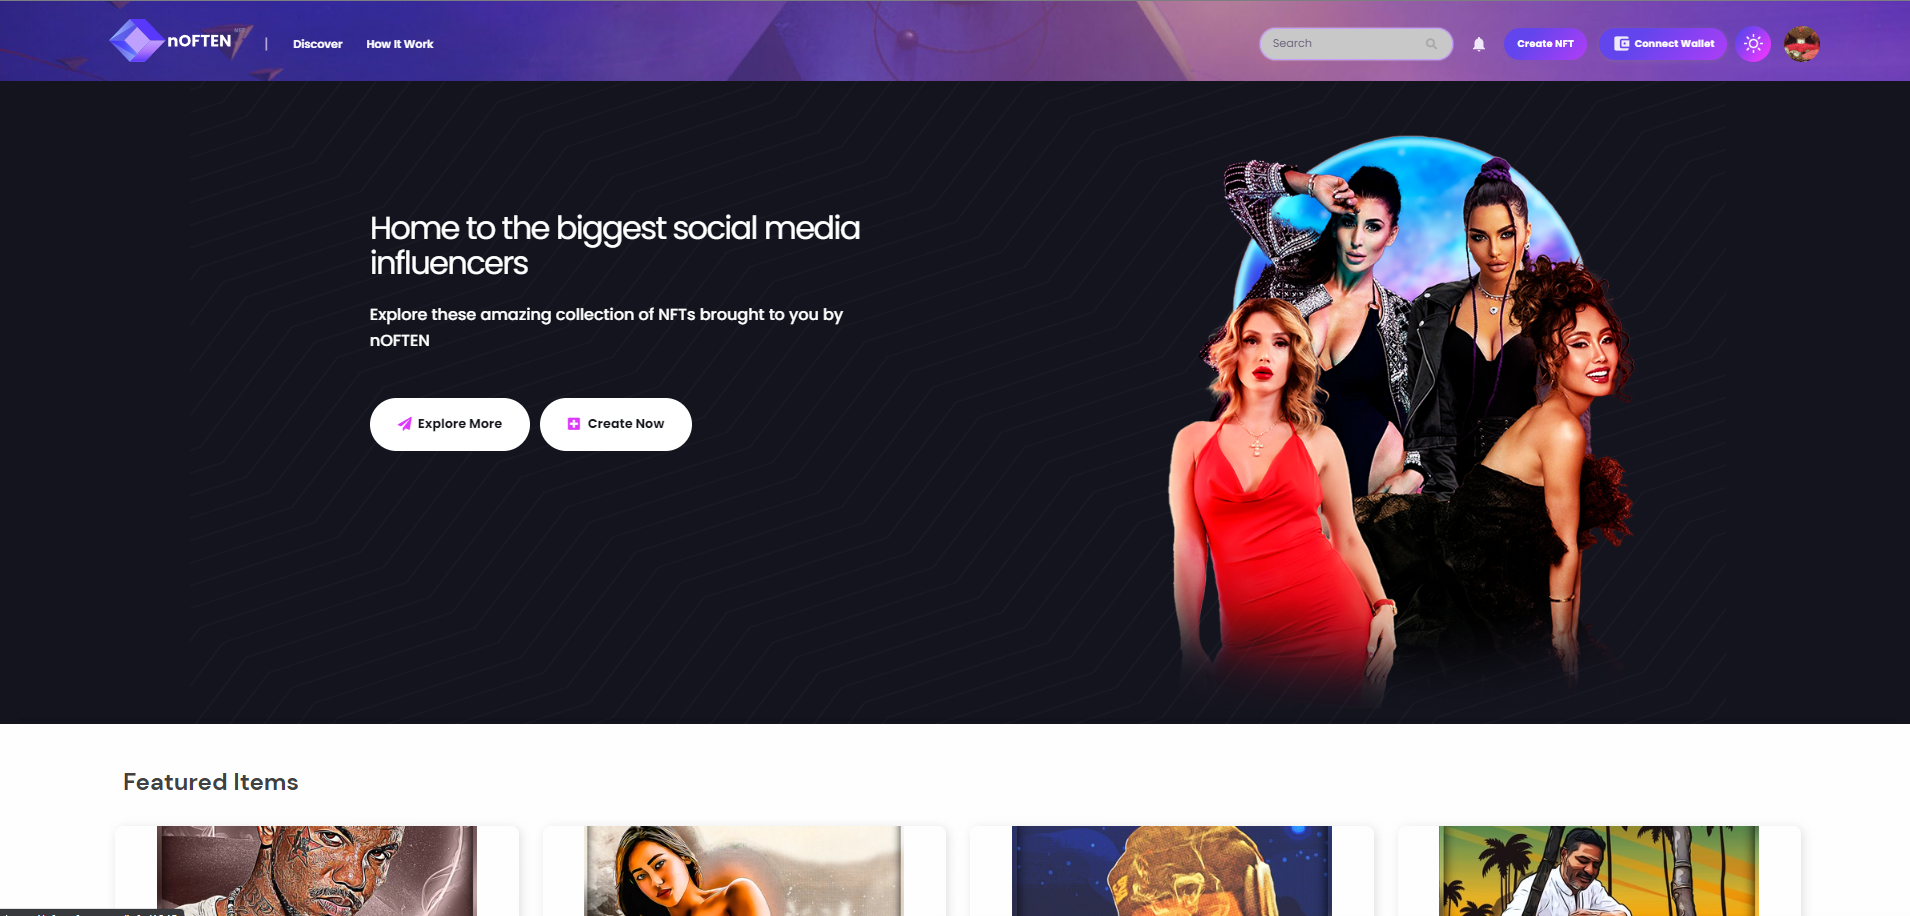 nOFTEN
NFT
|
Discover
How It Work
Search
Create NFT
Connect Wallet
Home to the biggest social media
influencers
Explore these amazing collection of NFTs brought to you by
nOFTEN
Explore More
Create Now
Featured Items